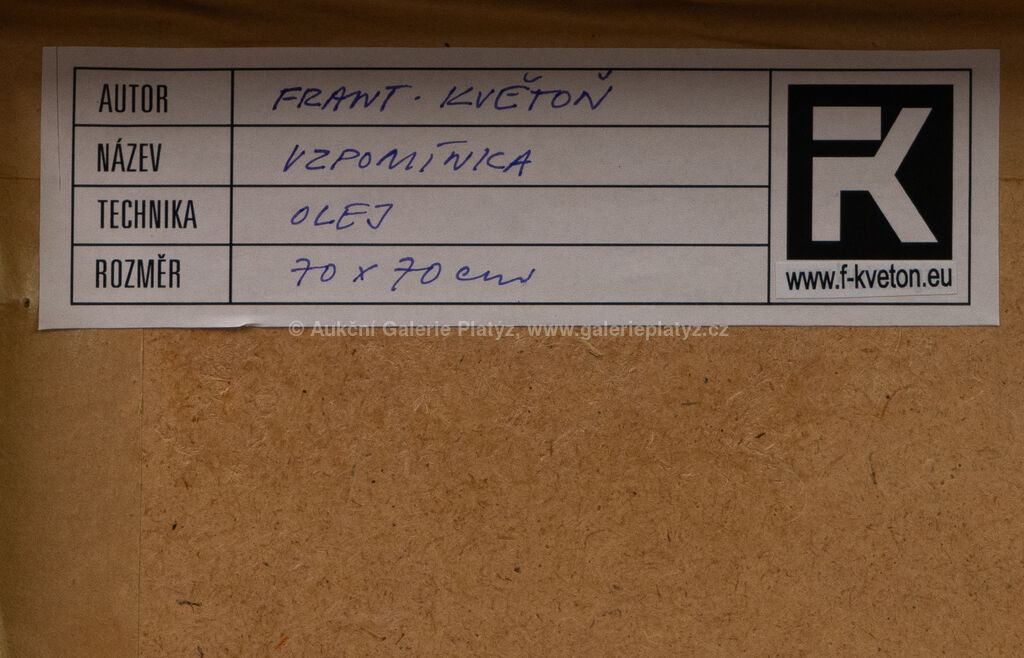 AUTOR FRANT. KVĚTOŇ
NÁZEV VZPOMÍNKA
TECHNIKA OLEJ
ROZMĚR 70 x 70 cm
FK
www.f-kveton.eu
© Aukční Galerie Platýz, www.galerieplatyz.cz